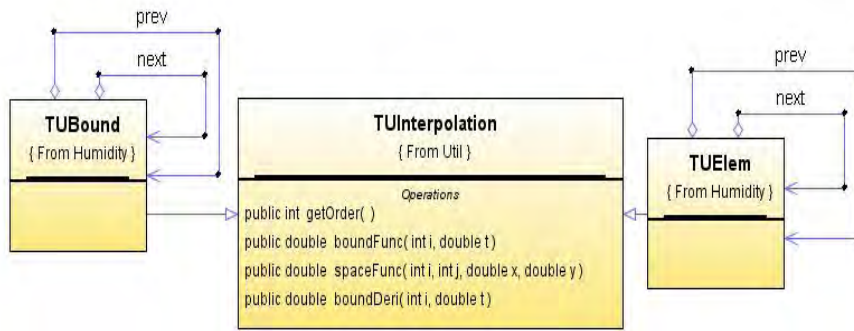 prev
next
TUBound
{ From Humidity }
TUInterpolation
{ From Util }
Operations
public int getOrder( )
public double boundFunc( int i, double t )
public double spaceFunc( int i, int j, double x, double y )
public double boundDeri( int i, double t )
prev
next
TUElem
{ From Humidity }